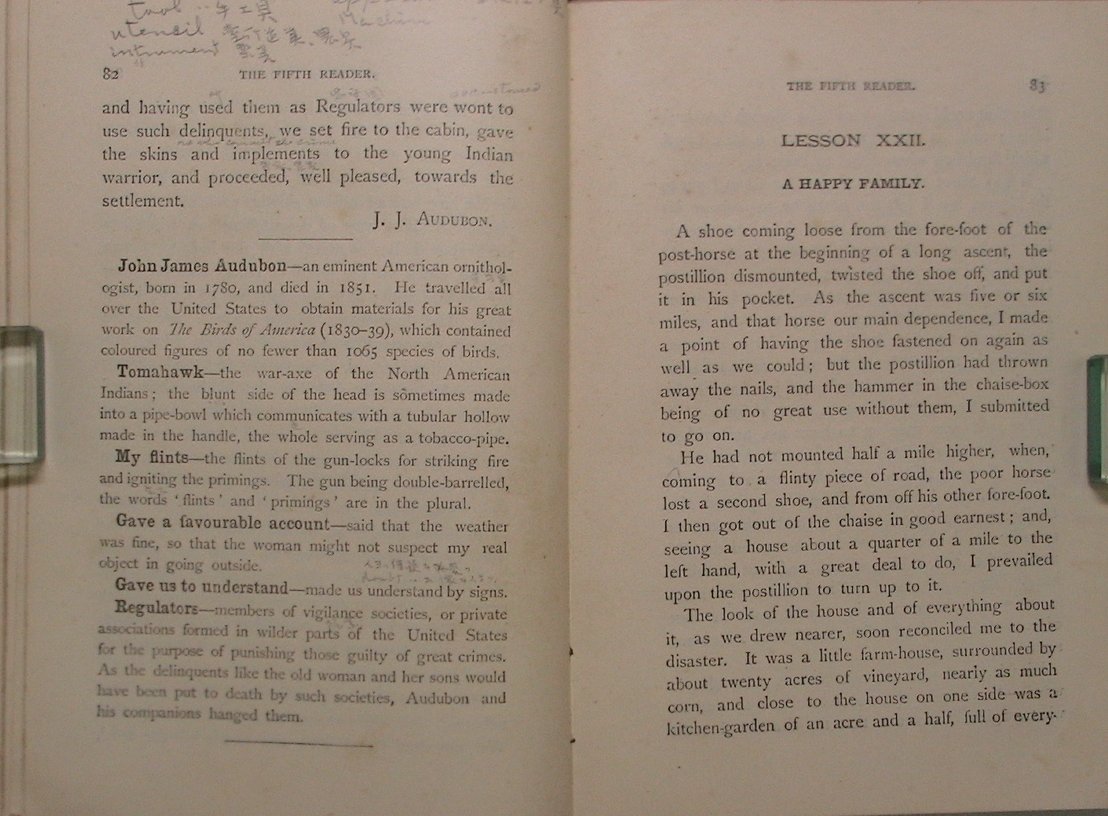 tool
utensil
instrument
Machine
82
THE FIFTH READER.
and having used them as Regulators were wont to
use such delinquents, we set fire to the cabin, gave
the skins and implements to the young Indian
warrior, and proceeded, well pleased, towards the
settlement.
J. J. AUDUBON.
John James Audubon—an eminent American ornithol-
ogist, born in 1780, and died in 1851. He travelled all
over the United States to obtain materials for his great
work on The Birds of America (1830–39), which contained
coloured figures of no fewer than 1065 species of birds.
Tomahawk—the war-axe of the North American
Indians; the blunt side of the head is sometimes made
into a pipe-bowl which communicates with a tubular hollow
made in the handle, the whole serving as a tobacco-pipe.
My flints—the flints of the gun-locks for striking fire
and igniting the primings. The gun being double-barrelled,
the words ‘flints’ and ‘primings’ are in the plural.
Gave a favourable account—said that the weather
was fine, so that the woman might not suspect my real
object in going outside.
Gave us to understand—made us understand by signs.
Regulators—members of vigilance societies, or private
associations formed in wilder parts of the United States
for the purpose of punishing those guilty of great crimes.
As the delinquents like the old woman and her sons would
have been put to death by such societies, Audubon and
his companions hanged them.
THE FIFTH READER.
83
LESSON XXII.
A HAPPY FAMILY.
A shoe coming loose from the fore-foot of the
post-horse at the beginning of a long ascent, the
postillion dismounted, twisted the shoe off, and put
it in his pocket. As the ascent was five or six
miles, and that horse our main dependence, I made
a point of having the shoe fastened on again as
well as we could; but the postillion had thrown
away the nails, and the hammer in the chaise-box
being of no great use without them, I submitted
to go on.
He had not mounted half a mile higher, when,
coming to a flinty piece of road, the poor horse
lost a second shoe, and from off his other fore-foot.
I then got out of the chaise in good earnest; and,
seeing a house about a quarter of a mile to the
left hand, with a great deal to do, I prevailed
upon the postillion to turn up to it.
The look of the house and of everything about
it, as we drew nearer, soon reconciled me to the
disaster. It was a little farm-house, surrounded by
about twenty acres of vineyard, nearly as much
corn, and close to the house on one side was a
kitchen-garden of an acre and a half, full of every-